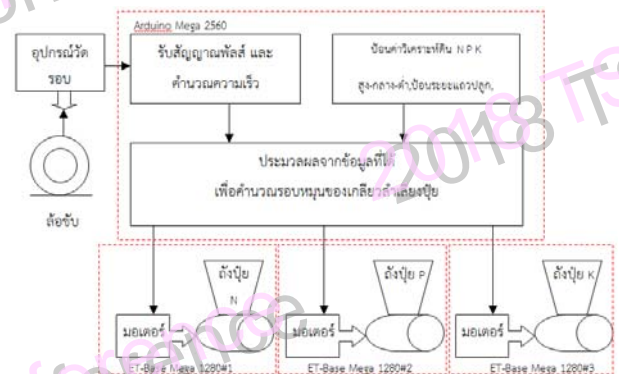 Arduino Mega 2560
อุปกรณ์วัด
รอบ
รับสัญญาณพัลส์ และ
คำนวณความเร็ว
ป้อนค่าวิเคราะห์ดิน N P K
สูง-กลาง-ต่ำ,ป้อนระยะแถวปลูก,
ล้อขับ
ประมวลผลจากข้อมูลที่ได้
เพื่อคำนวณรอบหมุนของเกลียวลำเลียงปุ๋ย
2018 TS
2018
ถังปุ๋ย
N
มอเตอร์
ET-Base Mega 1280#1
ถังปุ๋ย P
มอเตอร์
ET-Base Mega 1280#2
ถังปุ๋ย K
มอเตอร์
ET-Base Mega 1280#3
ference